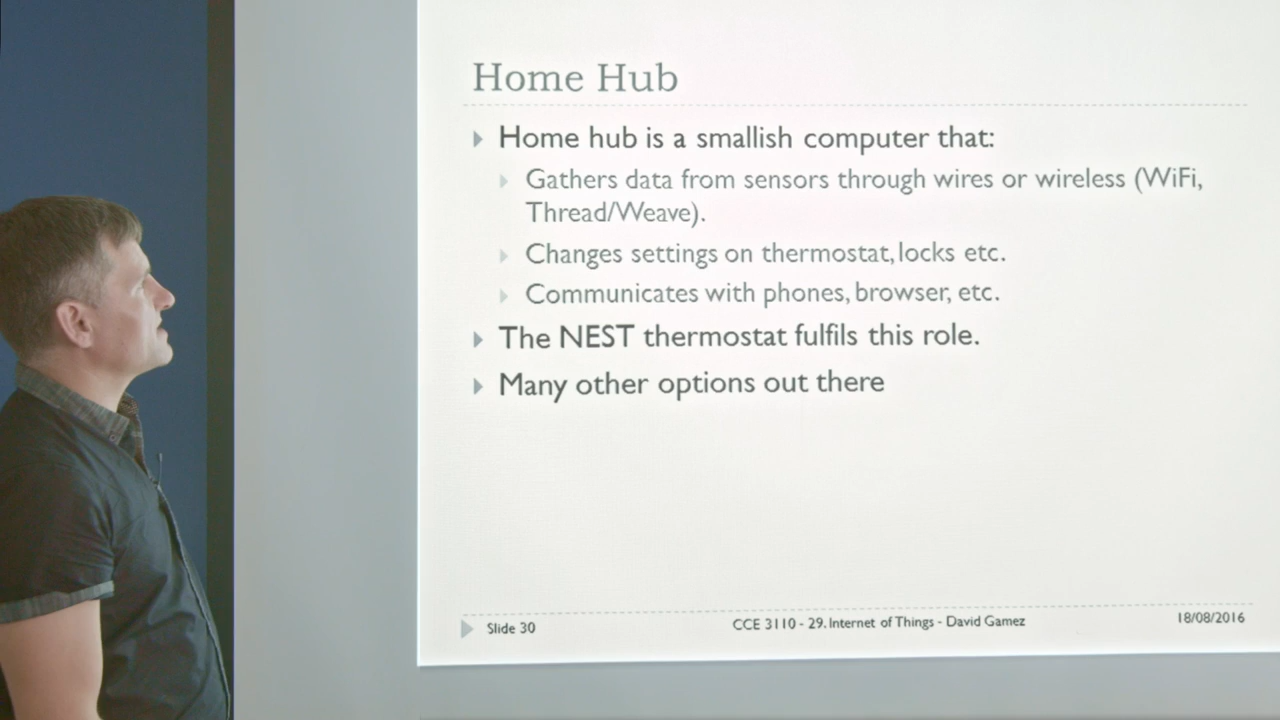 Home Hub
Home hub is a smallish computer that:
Gathers data from sensors through wires or wireless (WiFi,
Thread/Weave).
Changes settings on thermostat, locks etc.
Communicates with phones, browser, etc.
The NEST thermostat fulfils this role.
Many other options out there
Slide 30
CCE 3110 - 29. Internet of Things - David Gamez
18/08/2016